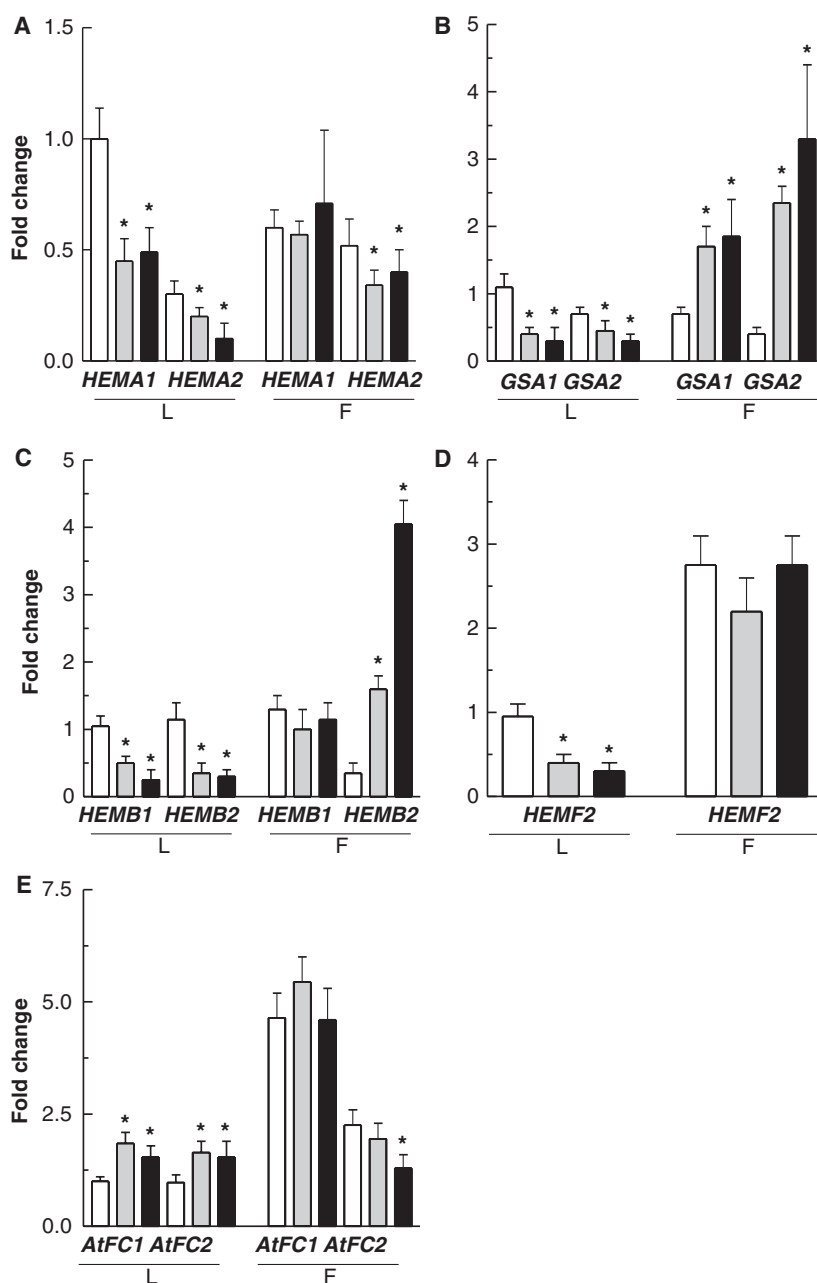 A
Fold change
1.5
1.0
0.5
0.0
* * * * * *
HEMA1 HEMA2 HEMA1 HEMA2
L F
B
5
4
3
2
1
0
* * * * * * * *
GSA1 GSA2 GSA1 GSA2
L F
C
Fold change
5
4
3
2
1
0
* * * * * *
HEMB1 HEMB2 HEMB1 HEMB2
L F
D
4
3
2
1
0
* *
HEMF2 HEMF2
L F
E
Fold change
7.5
5.0
2.5
0.0
* * * * *
AtFC1 AtFC2 AtFC1 AtFC2
L F